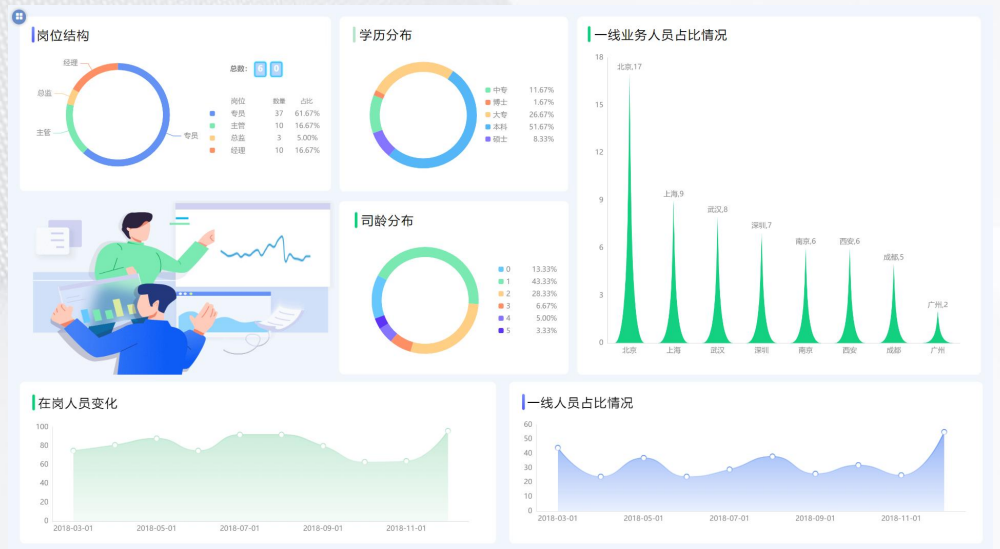 岗位结构
经理
总监
主管
专员
总数: 6 0
岗位 数量 占比
专员 37 61.67%
主管 10 16.67%
总监 3 5.00%
经理 10 16.67%
学历分布
中专 11.67%
博士 1.67%
大专 26.67%
本科 51.67%
硕士 8.33%
司龄分布
0 13.33%
1 43.33%
2 28.33%
3 6.67%
4 5.00%
5 3.33%
一线业务人员占比情况
18
15
12
9
6
3
0
北京,17
上海,9
武汉,8
深圳,7
南京,6
西安,6
成都,5
广州,2
北京 上海 武汉 深圳 南京 西安 成都 广州
在岗人员变化
100
80
60
40
20
0
2018-03-01 2018-05-01 2018-07-01 2018-09-01 2018-11-01
一线人员占比情况
60
50
40
30
20
10
0
2018-03-01 2018-05-01 2018-07-01 2018-09-01 2018-11-01